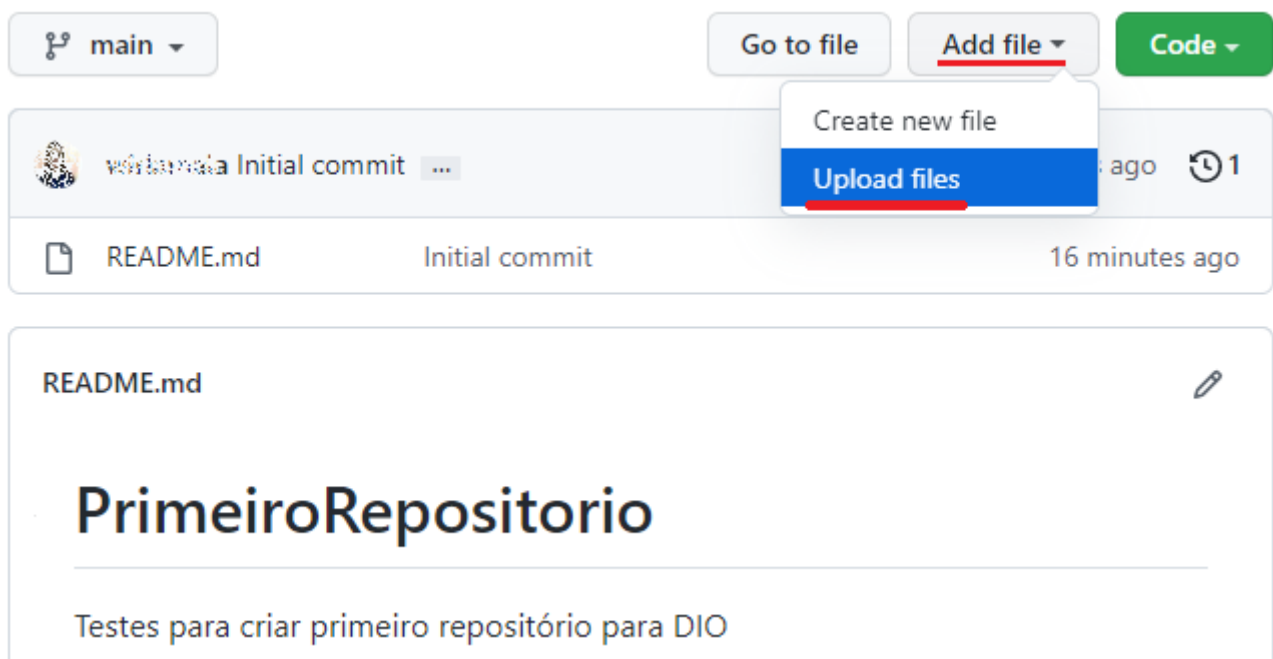 main
Go to file
Add file
Code
Create new file
Initial commit ...
ago
1
Upload files
README.md
Initial commit
16 minutes ago
README.md
PrimeiroRepositorio
Testes para criar primeiro repositório para DIO